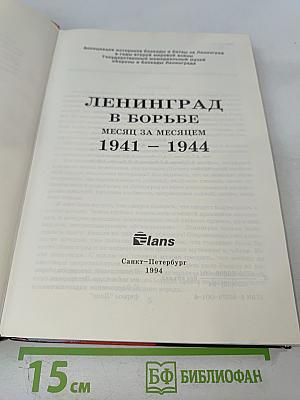 Ассоциация историков блокады и битвы за Ленинград
в годы второй мировой войны
Государственный мемориальный музей
обороны и блокады Ленинграда
ЛЕНИНГРАД
В БОРЬБЕ
МЕСЯЦ ЗА МЕСЯЦЕМ
1941 – 1944
lans
Санкт–Петербург
1994
15 см
БФ БИБЛИОФАН